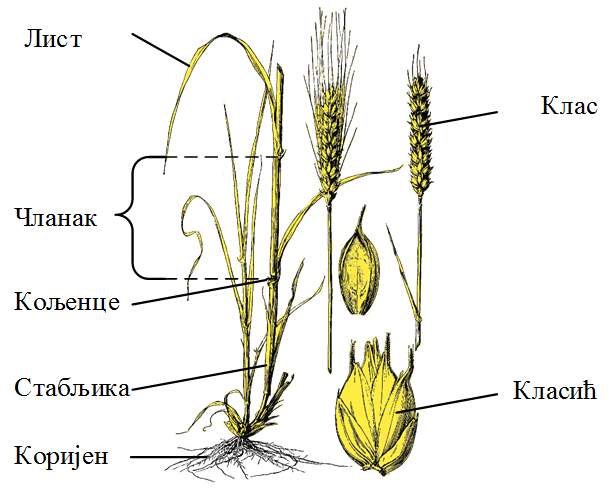 Лист
Клас
Чланак
Кољенце
Стабљика
Класић
Коријен